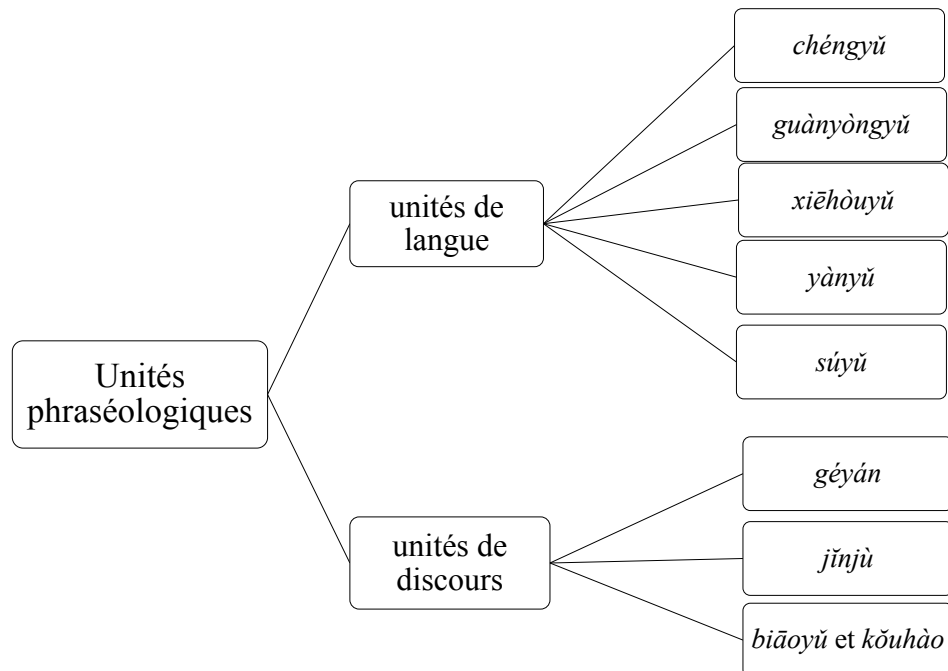 Unités
phraséologiques
unités de
langue
chéngyǔ
guànyòngyǔ
xiēhòuyǔ
yànyǔ
súyǔ
unités de
discours
géyán
jǐnjù
biāoyǔ et kǒuhào